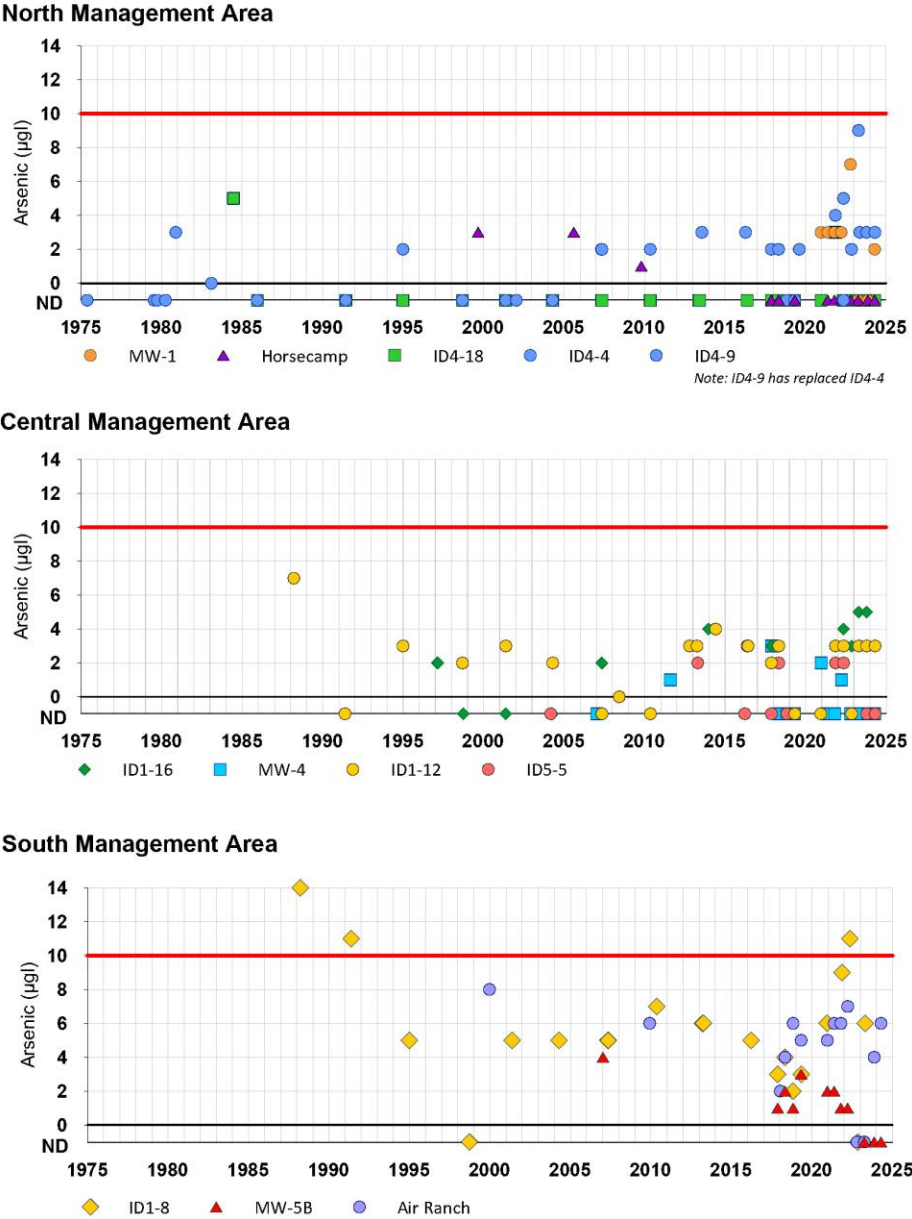 North Management Area
14
12
10
8
6
4
2
0
ND
Arsenic (µgl)
1975 1980 1985 1990 1995 2000 2005 2010 2015 2020 2025
MW-1 Horsecamp ID4-18 ID4-4 ID4-9
Note: ID4-9 has replaced ID4-4
Central Management Area
14
12
10
8
6
4
2
0
ND
Arsenic (µgl)
1975 1980 1985 1990 1995 2000 2005 2010 2015 2020 2025
ID1-16 MW-4 ID1-12 ID5-5
South Management Area
14
12
10
8
6
4
2
0
ND
Arsenic (µgl)
1975 1980 1985 1990 1995 2000 2005 2010 2015 2020 2025
ID1-8 MW-5B Air Ranch